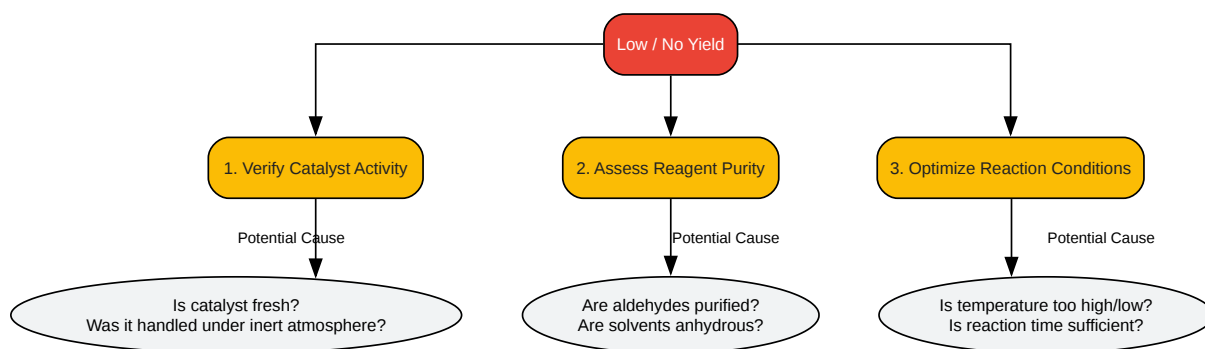 Low / No Yield
1. Verify Catalyst Activity
2. Assess Reagent Purity
3. Optimize Reaction Conditions
Potential Cause
Potential Cause
Potential Cause
Is catalyst fresh?
Was it handled under inert atmosphere?
Are aldehydes purified?
Are solvents anhydrous?
Is temperature too high/low?
Is reaction time sufficient?